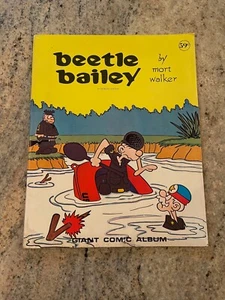 beetle
bailey
by
mort
walker
59¢
GIANT COMIC ALBUM